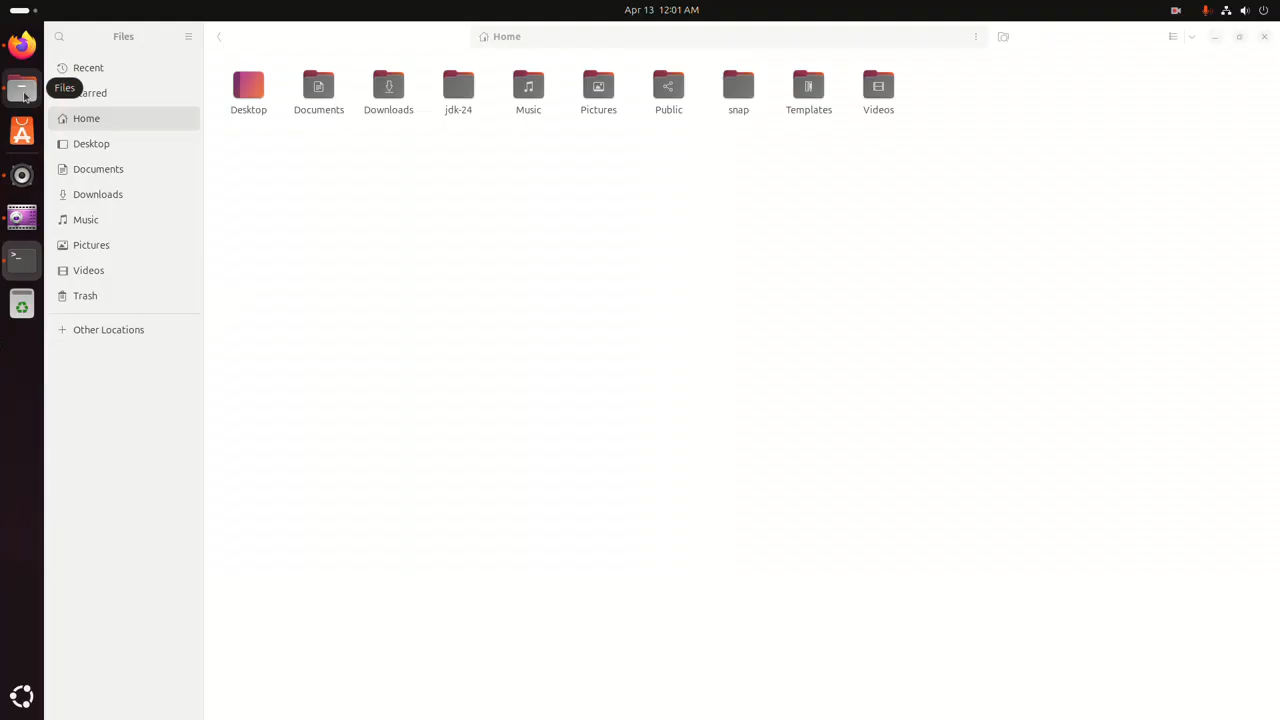 Apr 13 12:01 AM
Files
Home
Files
Recent
arred
Home
Desktop
Documents
Downloads
Music
Pictures
Videos
Trash
Other Locations
Desktop
Documents
Downloads
jdk-24
Music
Pictures
Public
snap
Templates
Videos